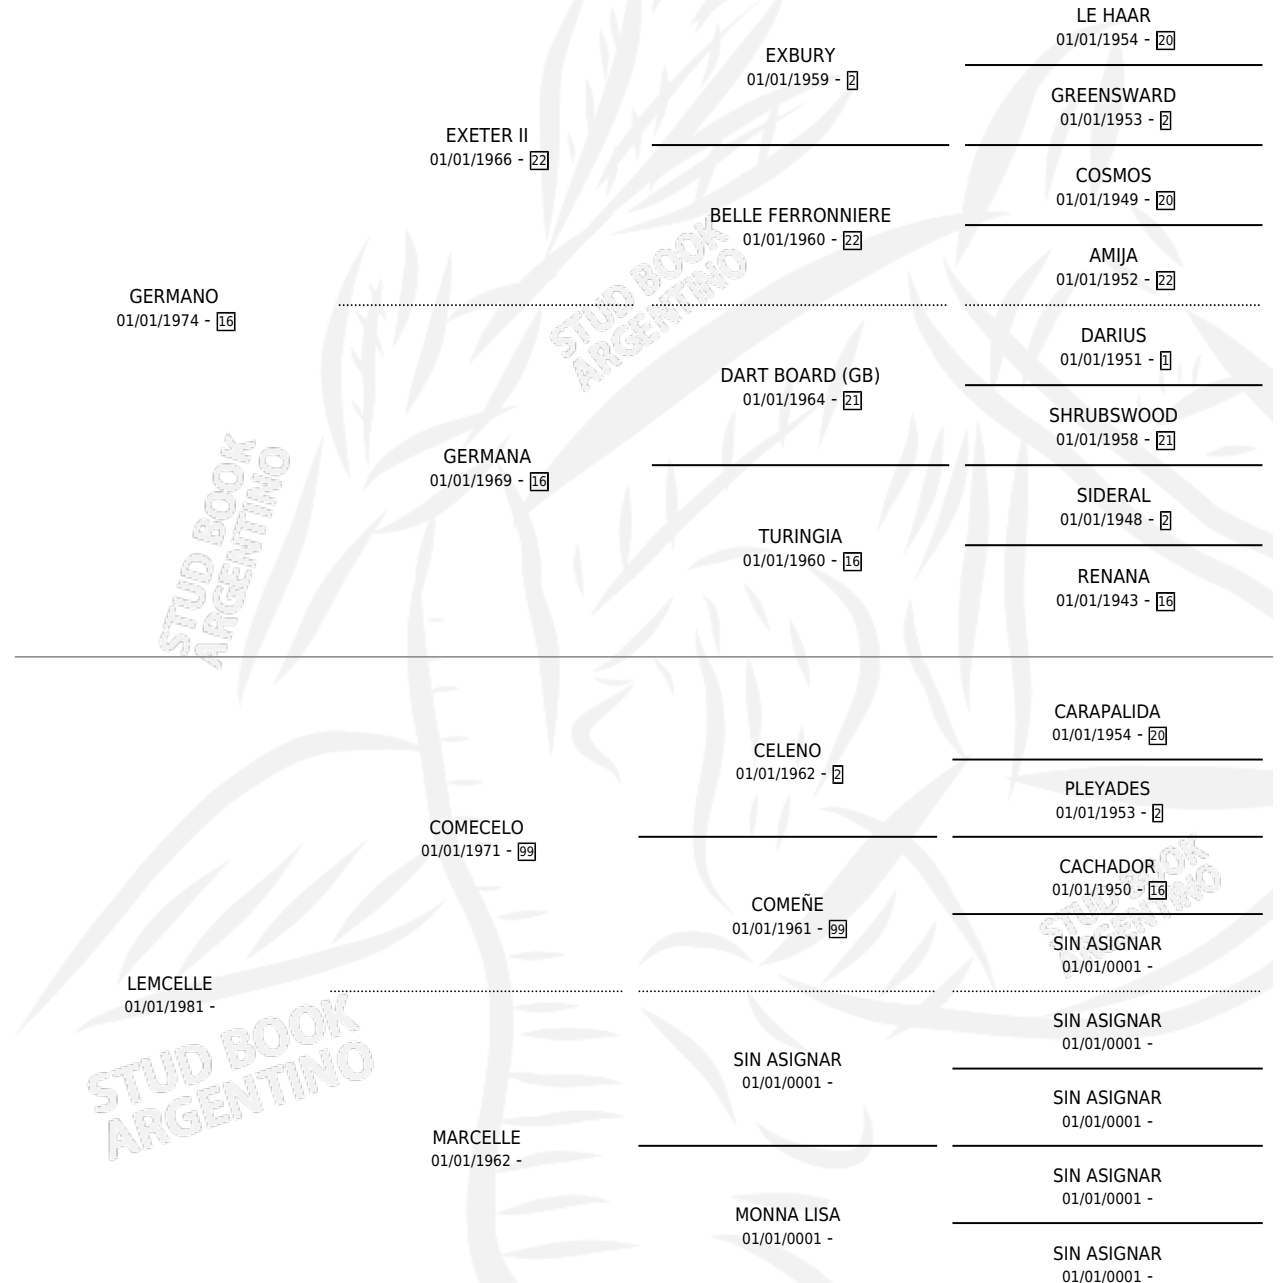 LE HAAR
01/01/1954 - 20
EXBURY
01/01/1959 - 2
GREENSWARD
01/01/1953 - 2
EXETER II
01/01/1966 - 22
COSMOS
01/01/1949 - 20
BELLE FERRONNIERE
01/01/1960 - 22
AMIJA
01/01/1952 - 22
GERMANO
01/01/1974 - 16
DARIUS
01/01/1951 - 1
DART BOARD (GB)
01/01/1964 - 21
SHRUBSWOOD
01/01/1958 - 21
GERMANA
01/01/1969 - 16
SIDERAL
01/01/1948 - 2
TURINGIA
01/01/1960 - 16
RENANA
01/01/1943 - 16
STUD BOOK
ARGENTINO
STUD BOOK
ARGENTINO
CARAPALIDA
01/01/1954 - 20
CELENO
01/01/1962 - 2
PLEYADES
01/01/1953 - 2
COMECELO
01/01/1971 - 99
CACHADOR
01/01/1950 - 16
COMEÑE
01/01/1961 - 99
SIN ASIGNAR
01/01/0001 -
STUD BOOK
ARGENTINO
LEMCELLE
01/01/1981 -
SIN ASIGNAR
01/01/0001 -
SIN ASIGNAR
01/01/0001 -
SIN ASIGNAR
01/01/0001 -
MARCELLE
01/01/1962 -
SIN ASIGNAR
01/01/0001 -
MONNA LISA
01/01/0001 -
SIN ASIGNAR
01/01/0001 -
STUD BOOK
ARGENTINO